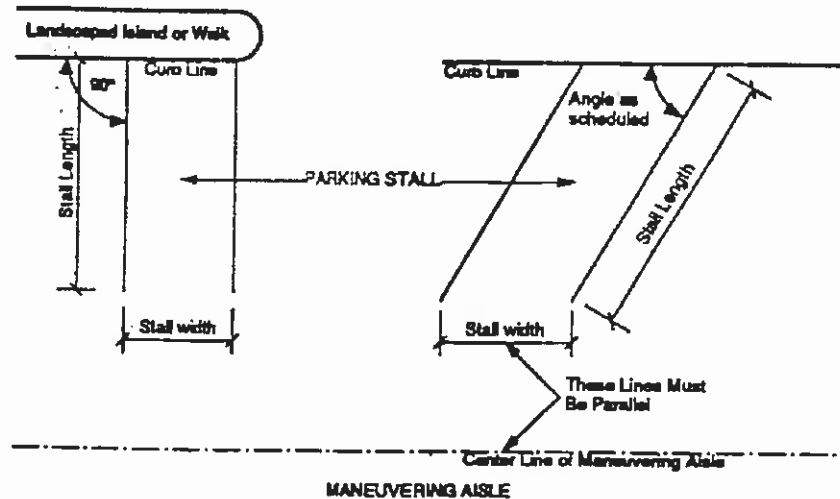 Landscaped Island or Walk
Curb Line
90°
Stall Length
Stall width
PARKING STALL
Curb Line
Angle as
scheduled
Stall Length
Stall width
These Lines Must
Be Parallel
Center Line of Maneuvering Aisle
MANEUVERING AISLE